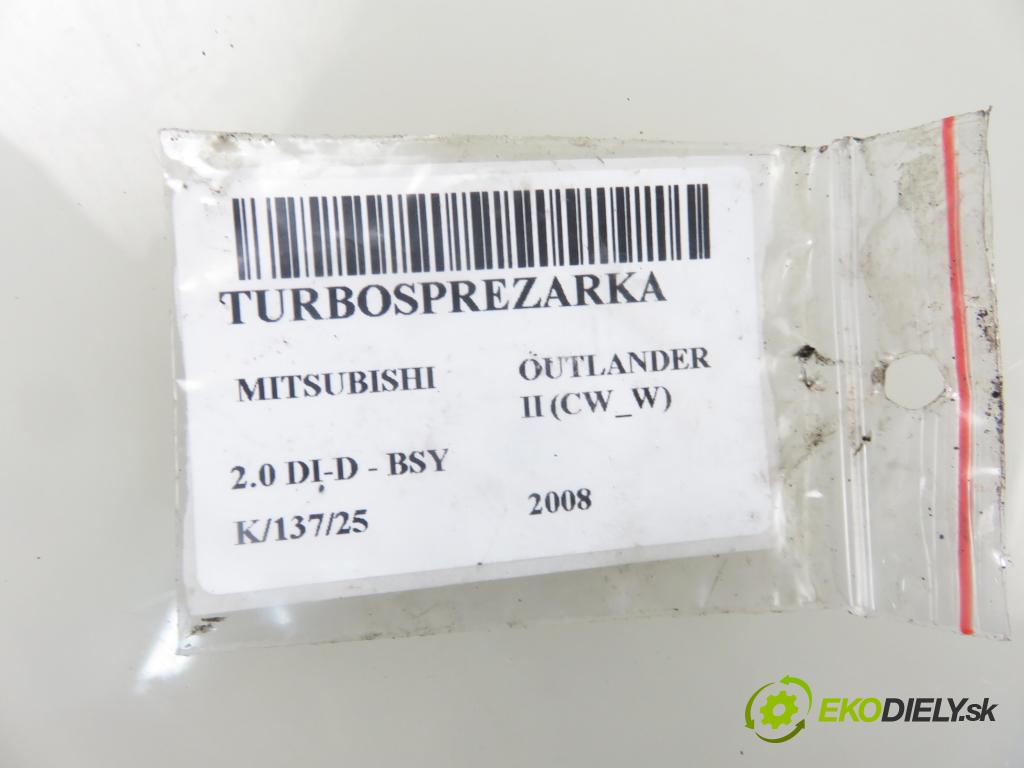 TURBOSPREZARKA
MITSUBISHI
OUTLANDER
II (CW_W)
2.0 DI-D - BSY
K/137/25
2008
EKODIELY.sk